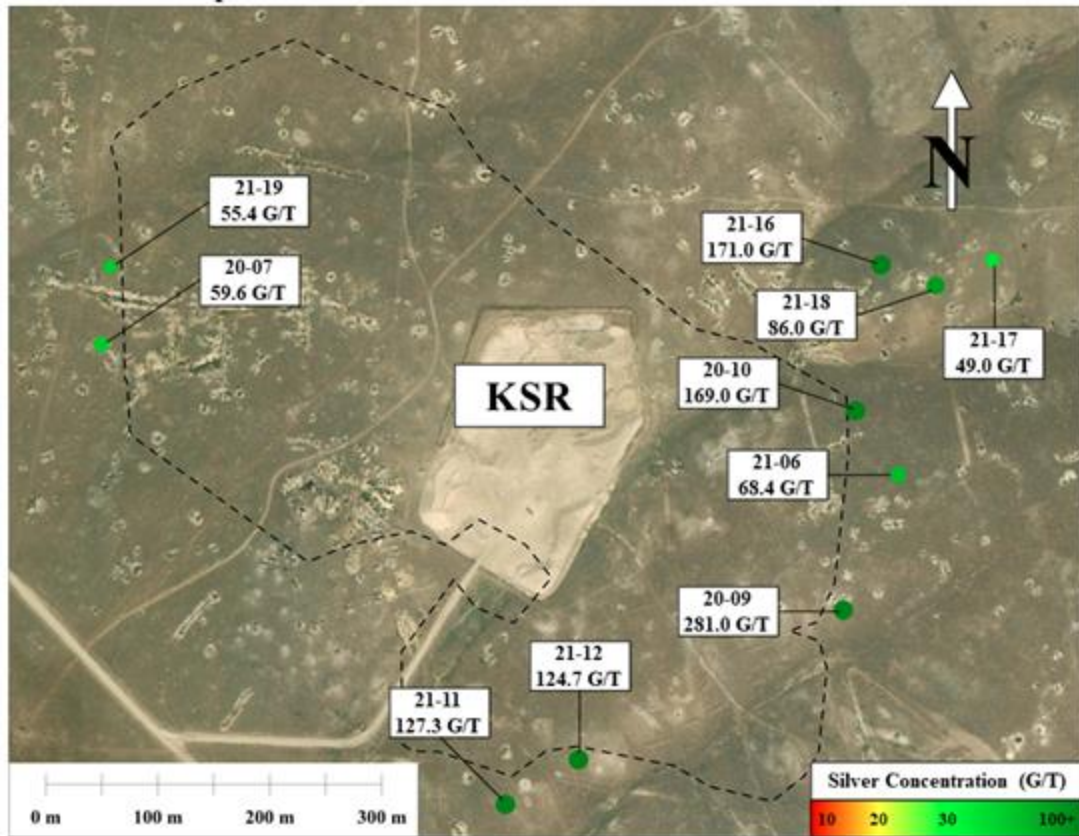 21-19
55.4 G/T
20-07
59.6 G/T
N
21-16
171.0 G/T
21-18
86.0 G/T
21-17
49.0 G/T
KSR
20-10
169.0 G/T
21-06
68.4 G/T
20-09
281.0 G/T
21-12
124.7 G/T
21-11
127.3 G/T
0 m 100 m 200 m 300 m
Silver Concentration (G/T)
10 20 30 100+